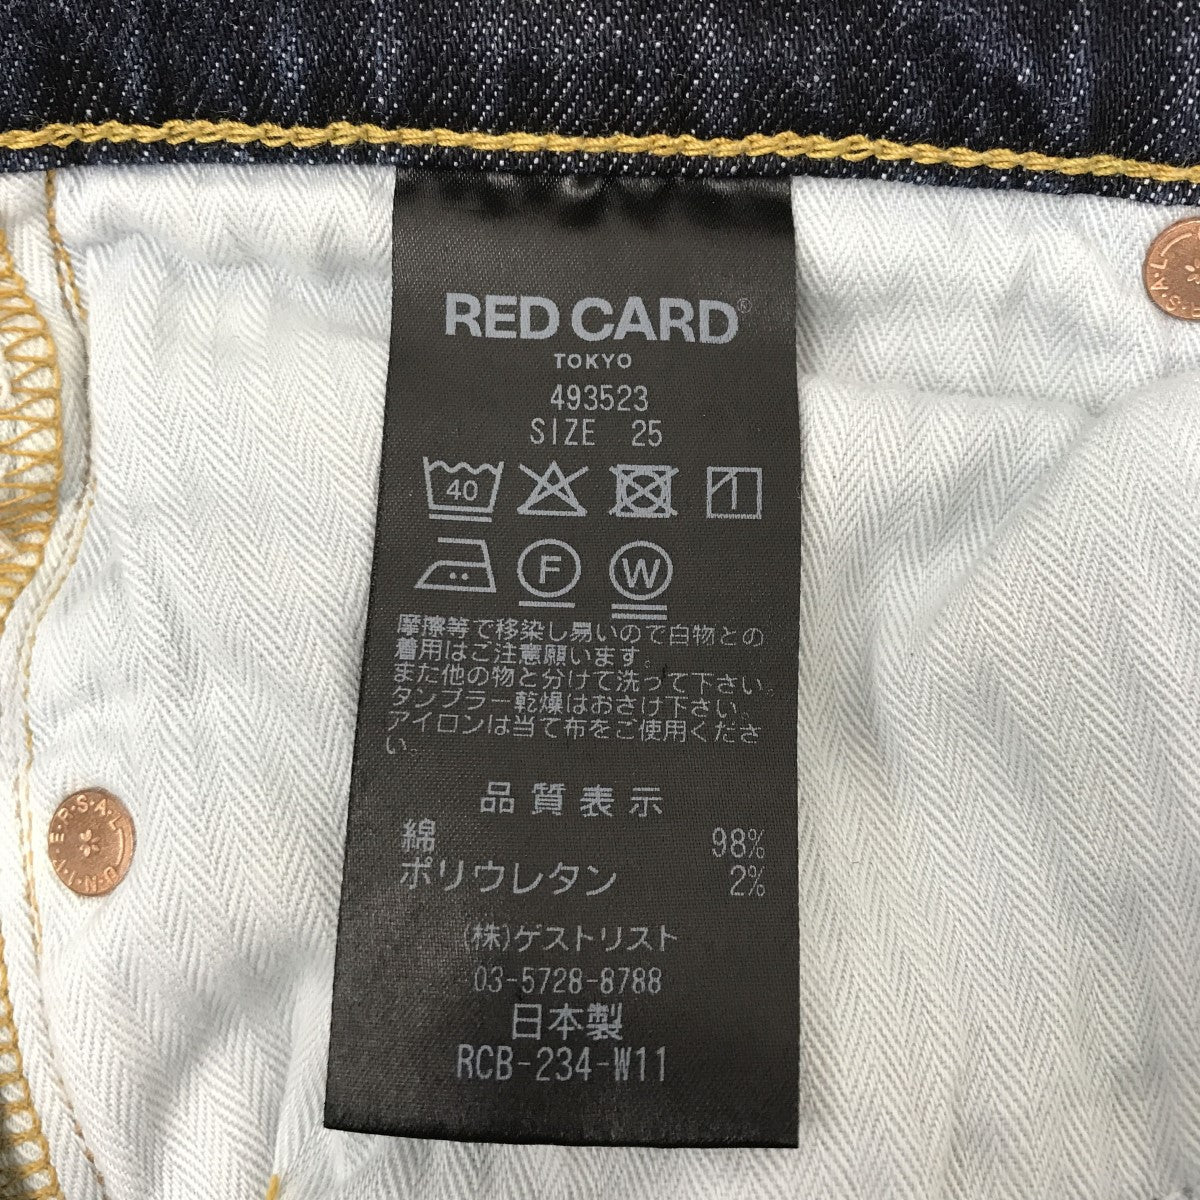 RED CARD®
TOKYO
493523
SIZE 25
40
F W
摩擦等で移染し易いので白物との
着用はご注意願います。
また他の物と分けて洗って下さい。
タンブラー乾燥はおさけ下さい。
アイロンは当て布をご使用くださ
い。
品質表示
綿 98%
ポリウレタン 2%
(株)ゲストリスト
03-5728-8788
日本製
RCB-234-W11
U·N·I·V·E·R·S·A·L
S·A·L